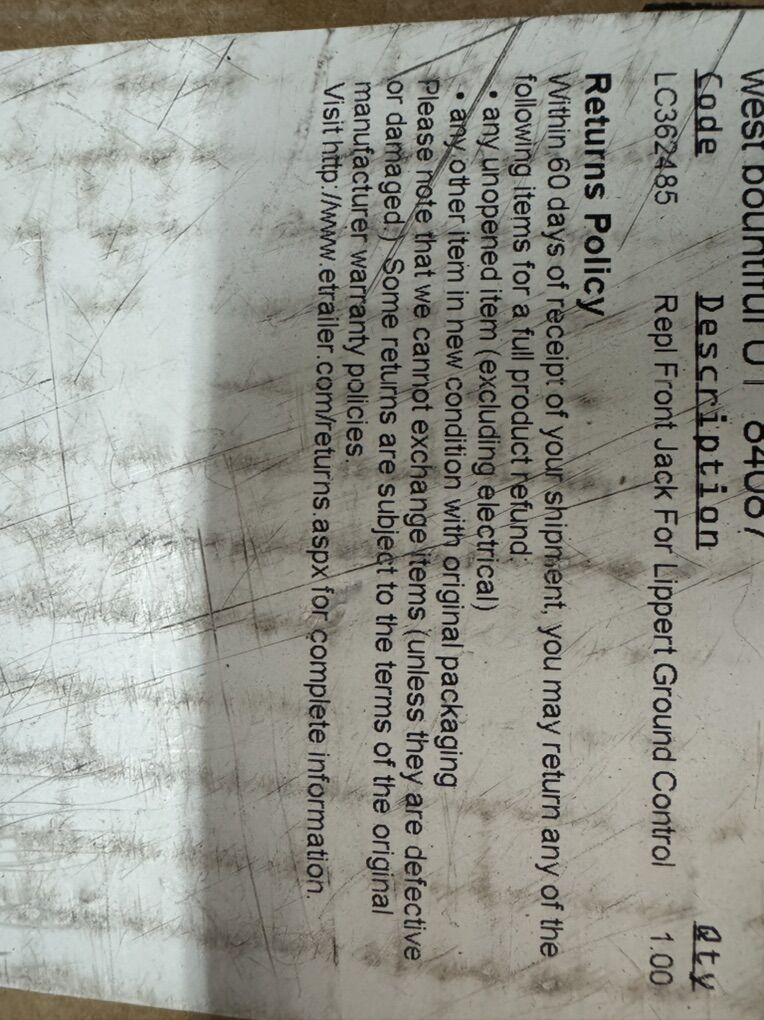 west bountiful UT 84087
Code Description Qty
LC362485 Repl Front Jack For Lippert Ground Control 1.00
Returns Policy
Within 60 days of receipt of your shipment, you may return any of the
following items for a full product refund.
• any unopened item (excluding electrical)
• any other item in new condition with original packaging
Please note that we cannot exchange items (unless they are defective
or damaged.) Some returns are subject to the terms of the original
manufacturer warranty policies.
Visit http://www.etrailer.com/returns.aspx for complete information.